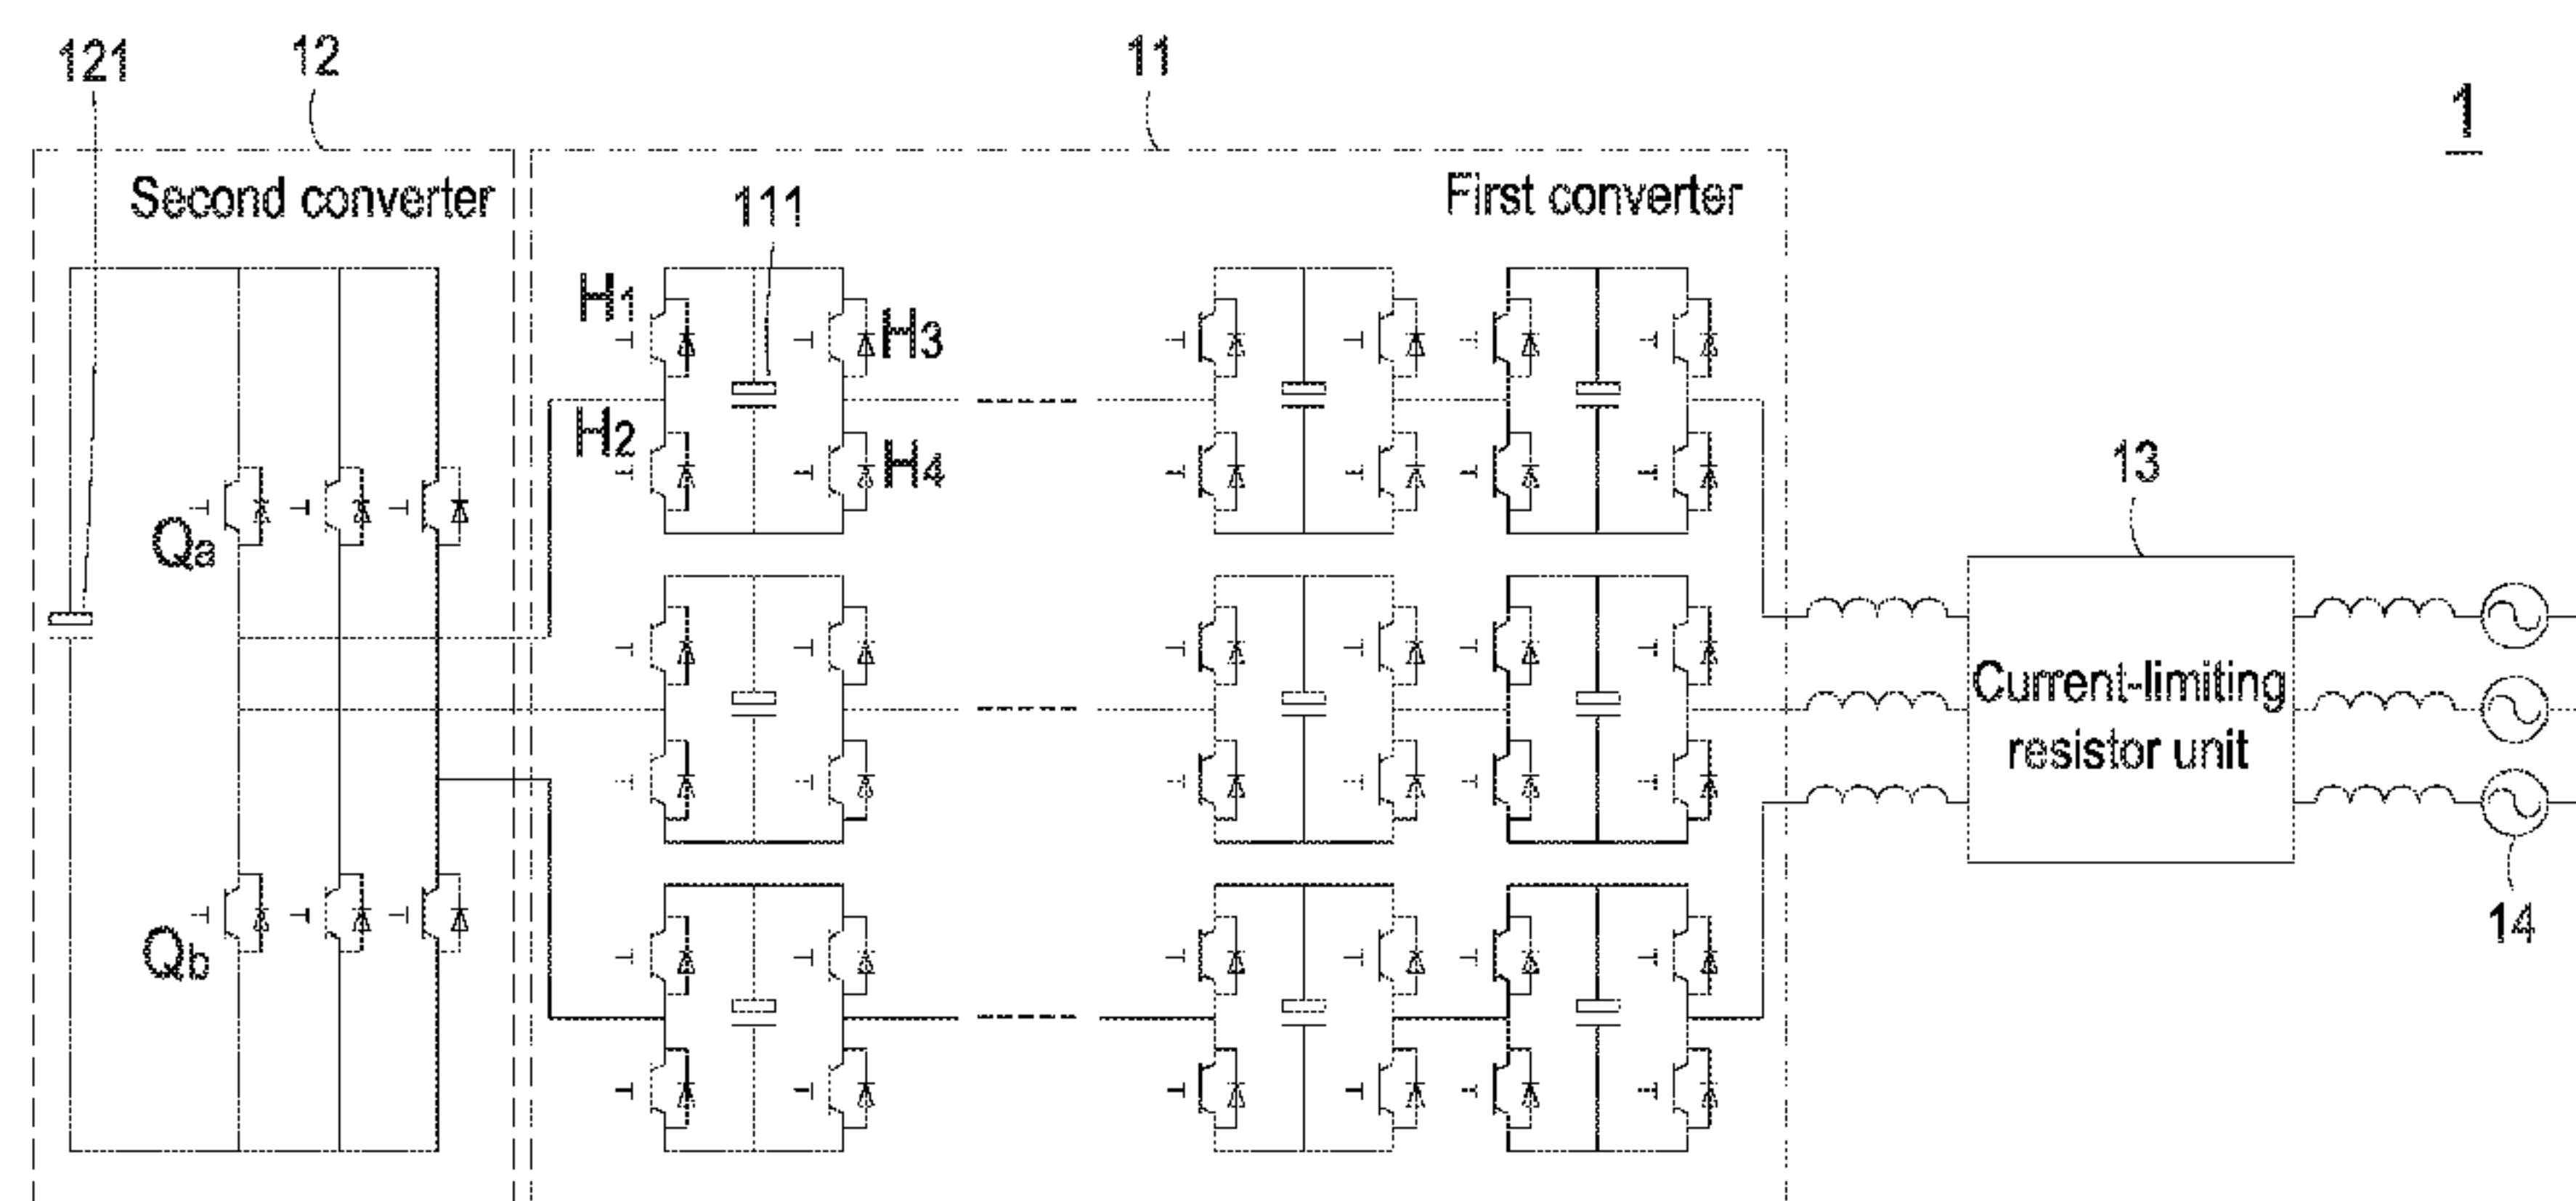 121
12
11
1
Second converter
First converter
111
H1
H3
H2
H4
Qa
Qb
13
Current-limiting
resistor unit
14